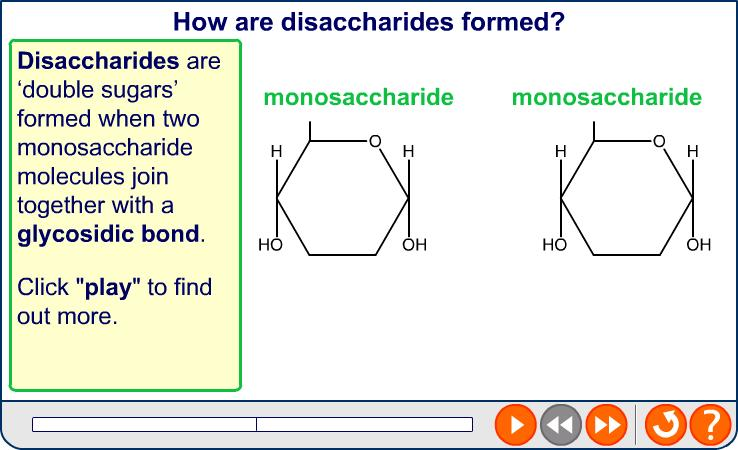 How are disaccharides formed?
Disaccharides are
‘double sugars’
formed when two
monosaccharide
molecules join
together with a
glycosidic bond.
Click "play" to find
out more.
monosaccharide
O
H
H
HO
OH
monosaccharide
O
H
H
HO
OH
?